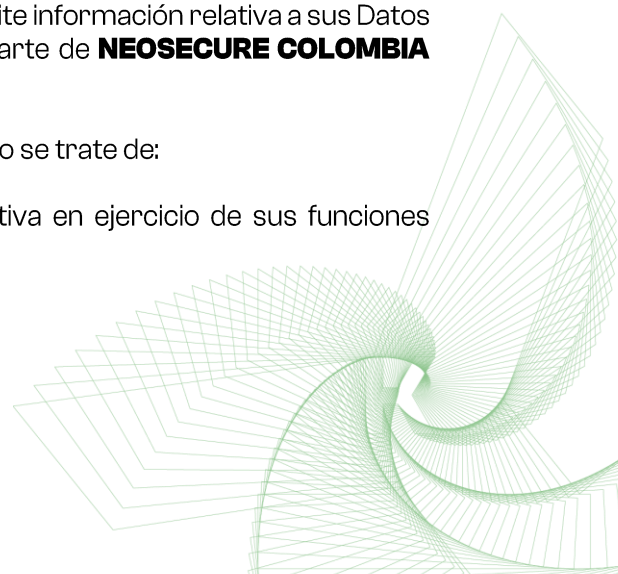 ite información relativa a sus Datos
arte de NEOSECURE COLOMBIA
o se trate de:
tiva en ejercicio de sus funciones